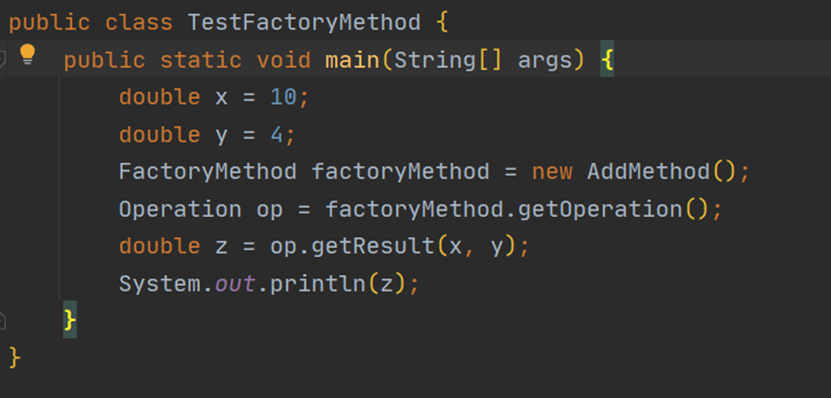 public class TestFactoryMethod {
    public static void main(String[] args) {
        double x = 10;
        double y = 4;
        FactoryMethod factoryMethod = new AddMethod();
        Operation op = factoryMethod.getOperation();
        double z = op.getResult(x, y);
        System.out.println(z);
    }
}